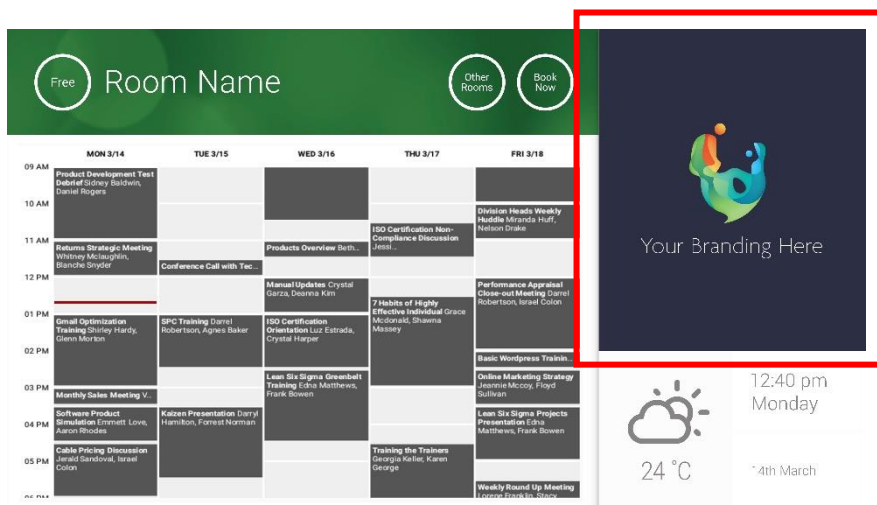 Free
Room Name
Other
Rooms
Book
Now
MON 3/14
TUE 3/15
WED 3/16
THU 3/17
FRI 3/18
09 AM
10 AM
11 AM
12 PM
01 PM
02 PM
03 PM
04 PM
05 PM
Product Development Test
Debrief Sidney Baldwin,
Daniel Rogers
Returns Strategic Meeting
Whitney Mclaughlin,
Blanche Snyder
Gmail Optimization
Training Shirley Hardy,
Glenn Morton
Monthly Sales Meeting V..
Software Product
Simulation Emmett Love,
Aaron Rhodes
Cable Pricing Discussion
Jerald Sandoval, Israel
Colon
Conference Call with Tec...
SPC Training Darrel
Robertson, Agnes Baker
Kaizen Presentation Darryl
Hamilton, Forrest Norman
Products Overview Beth...
Manual Updates Crystal
Garza, Deanna Kim
ISO Certification
Orientation Luz Estrada,
Crystal Harper
Lean Six Sigma Greenbelt
Training Edna Matthews,
Frank Bowen
ISO Certification Non-
Compliance Discussion
Jessi...
7 Habits of Highly
Effective Individual Grace
Mcdonald, Shawna
Massey
Training the Trainers
Georgia Keller, Karen
George
Division Heads Weekly
Huddle Miranda Huff,
Nelson Drake
Performance Appraisal
Close-out Meeting Darrel
Robertson, Israel Colon
Basic Wordpress Trainin...
Online Marketing Strategy
Jeannie Mccoy, Floyd
Sullivan
Lean Six Sigma Projects
Presentation Edna
Matthews, Frank Bowen
Weekly Round Up Meeting
Lorene Franklin, Stacy
Your Branding Here
24 °C
12:40 pm
Monday
14th March